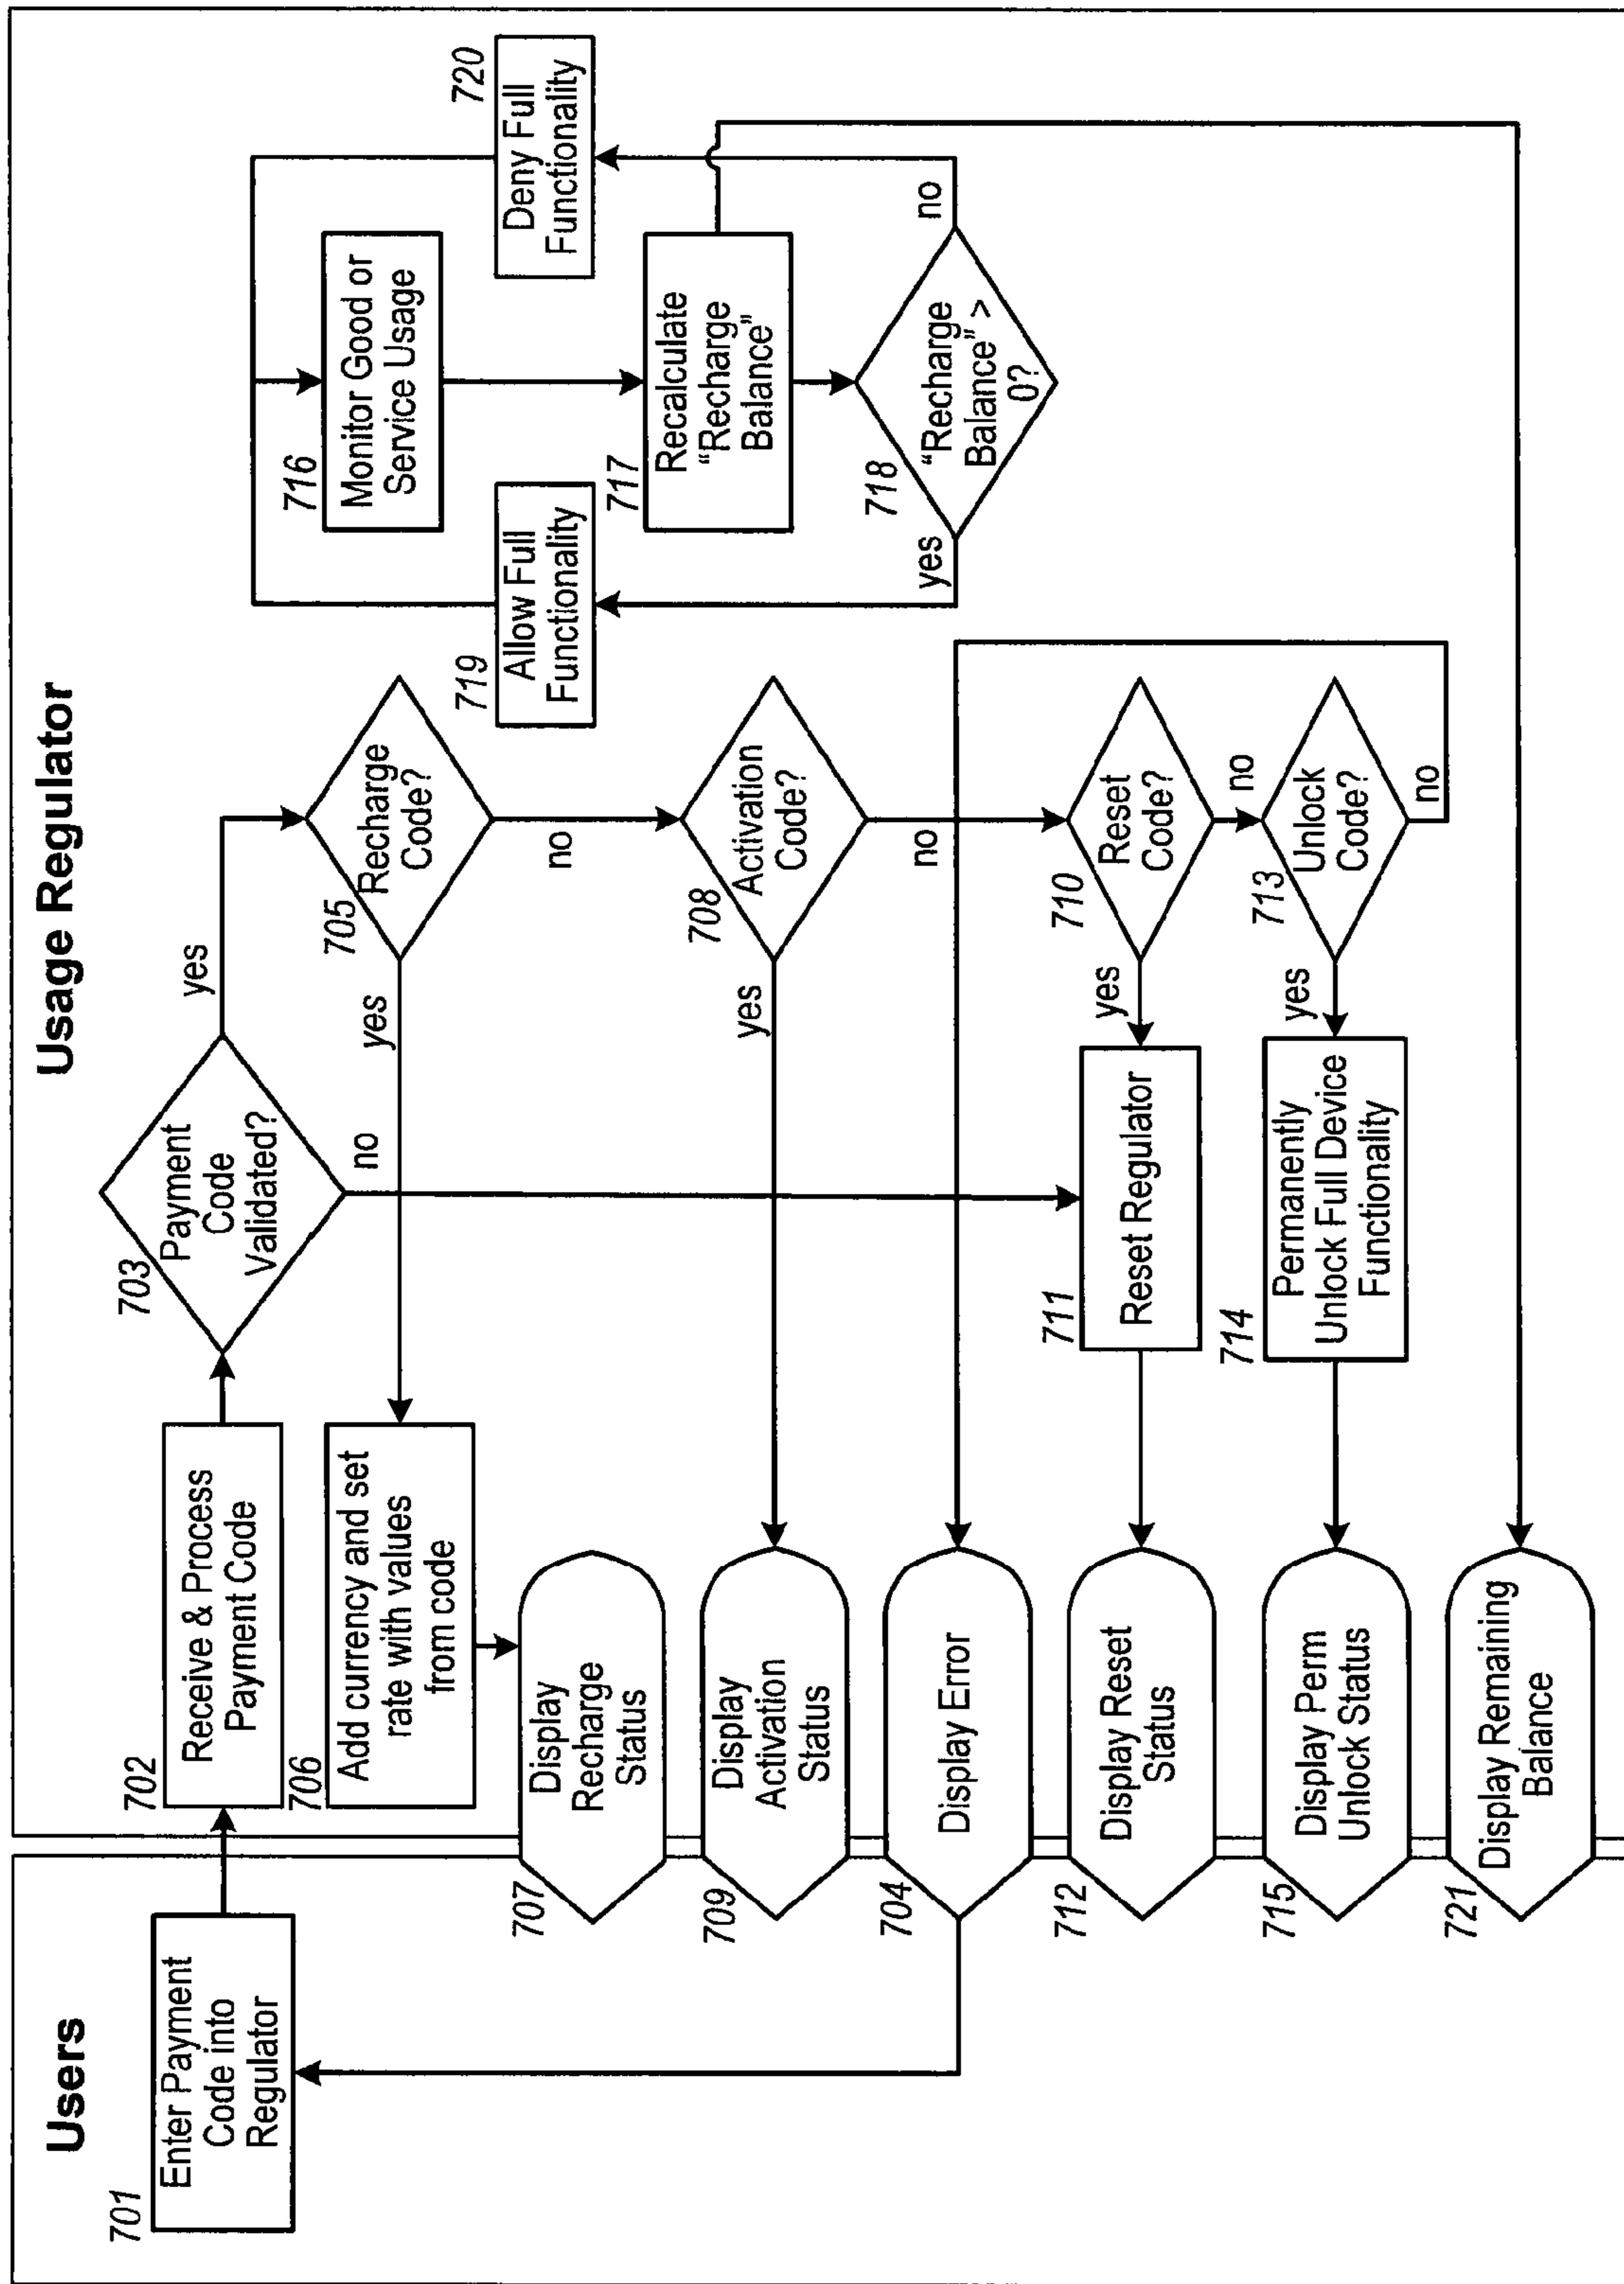 Users
701
Enter Payment
Code into
Regulator
Usage Regulator
702
Receive & Process
Payment Code
703
Payment
Code
Validated?
yes
no
705
Recharge
Code?
yes
no
706
Add currency and set
rate with values
from code
707
Display
Recharge
Status
708
Activation
Code?
yes
no
709
Display
Activation
Status
704
Display Error
710
Reset
Code?
yes
no
711
Reset Regulator
712
Display Reset
Status
713
Unlock
Code?
yes
no
714
Permanently
Unlock Full Device
Functionality
715
Display Perm
Unlock Status
716
Monitor Good or
Service Usage
717
Recalculate
“Recharge
Balance”
718
“Recharge
Balance” >
0?
yes
no
719
Allow Full
Functionality
720
Deny Full
Functionality
721
Display Remaining
Balance